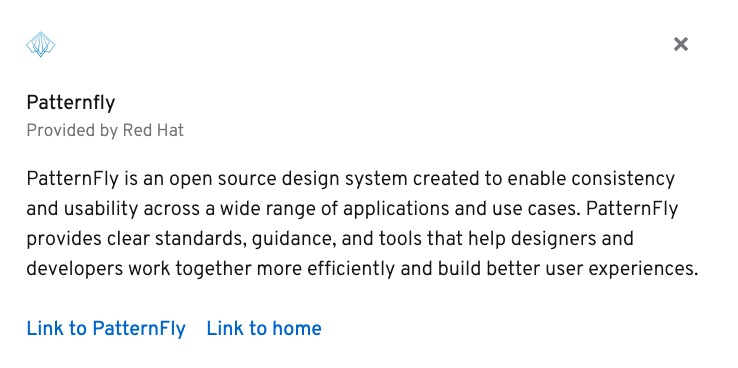 Patternfly
Provided by Red Hat
PatternFly is an open source design system created to enable consistency
and usability across a wide range of applications and use cases. PatternFly
provides clear standards, guidance, and tools that help designers and
developers work together more efficiently and build better user experiences.
Link to PatternFly Link to home